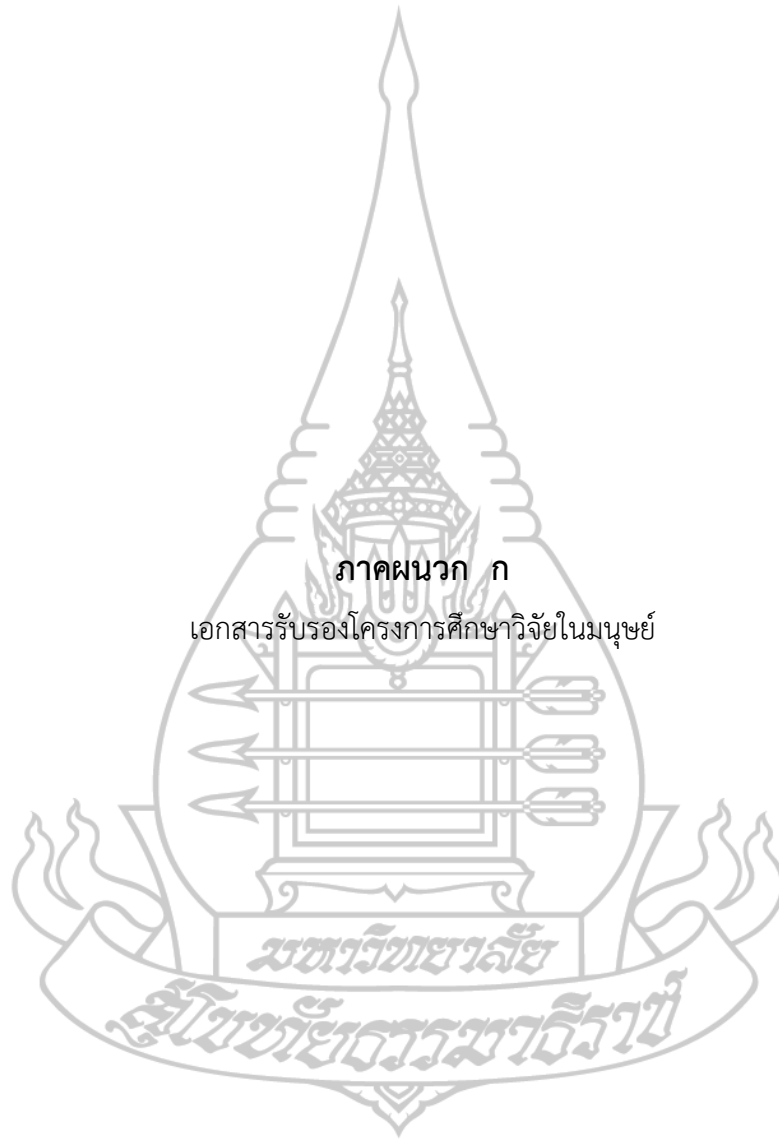 ภาคผนวก ก
เอกสารรับรองโครงการศึกษาวิจัยในมนุษย์
มหาวิทยาลัย
สุโขทัยธรรมาธิราช